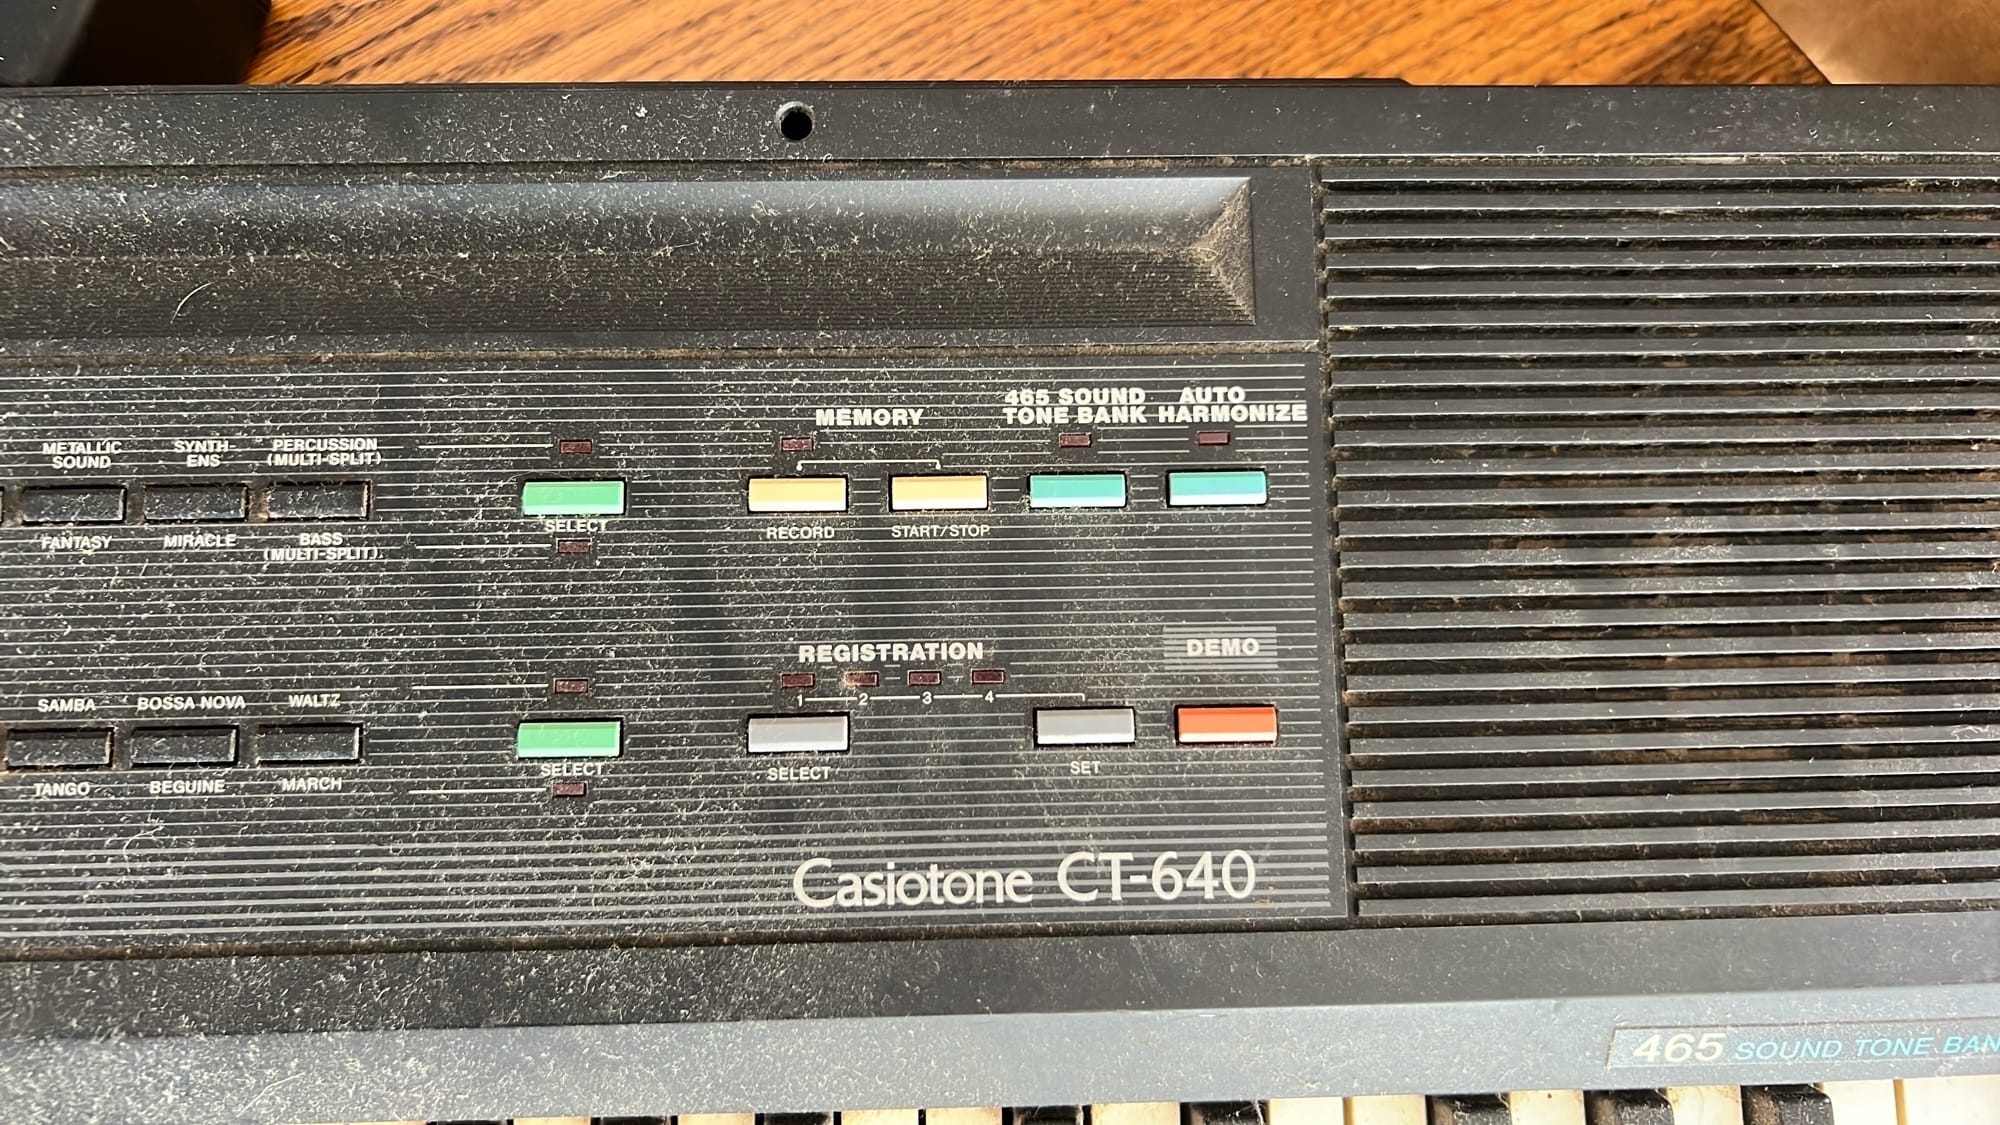 465 SOUND
TONE BANK
AUTO
HARMONIZE
MEMORY
METALLIC
SOUND
SYNTH-
ENS
PERCUSSION
(MULTI-SPLIT)
SELECT
RECORD
START/STOP
FANTASY
MIRACLE
BASS
(MULTI-SPLIT)
REGISTRATION
DEMO
1 2 3 4
SAMBA
BOSSA NOVA
WALTZ
SELECT
SELECT
SET
TANGO
BEGUINE
MARCH
Casiotone CT-640
465 SOUND TONE BAN